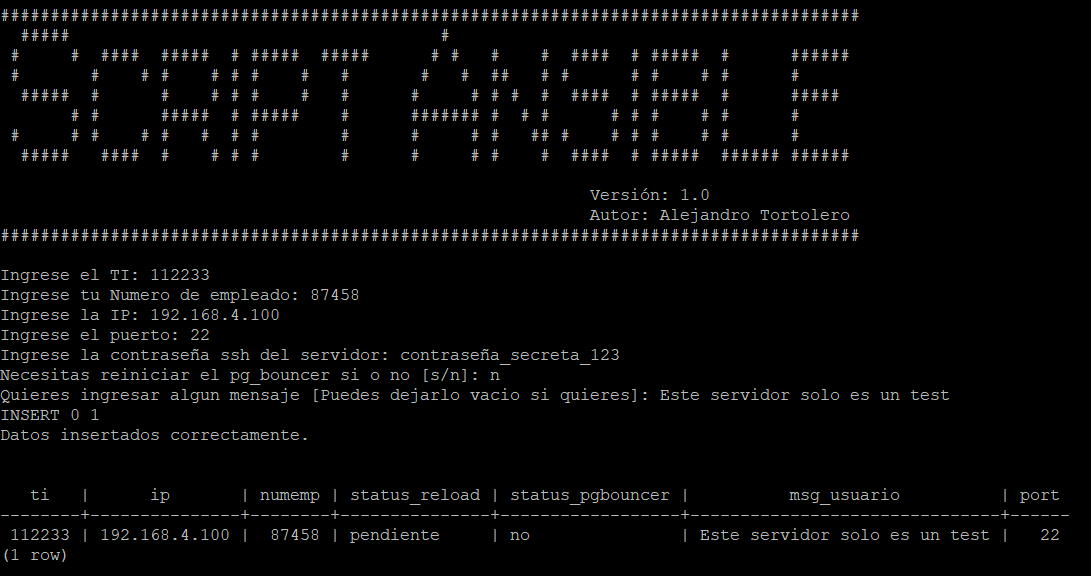 SCRIPT ANSIBLE
Versión: 1.0
Autor: Alejandro Tortolero
Ingrese el TI: 112233
Ingrese tu Numero de empleado: 87458
Ingrese la IP: 192.168.4.100
Ingrese el puerto: 22
Ingrese la contraseña ssh del servidor: contraseña_secreta_123
Necesitas reiniciar el pg_bouncer si o no [s/n]: n
Quieres ingresar algun mensaje [Puedes dejarlo vacio si quieres]: Este servidor solo es un test
INSERT 0 1
Datos insertados correctamente.
ti | ip | numemp | status_reload | status_pgbouncer | msg_usuario | port
112233 | 192.168.4.100 | 87458 | pendiente | no | Este servidor solo es un test | 22
(1 row)